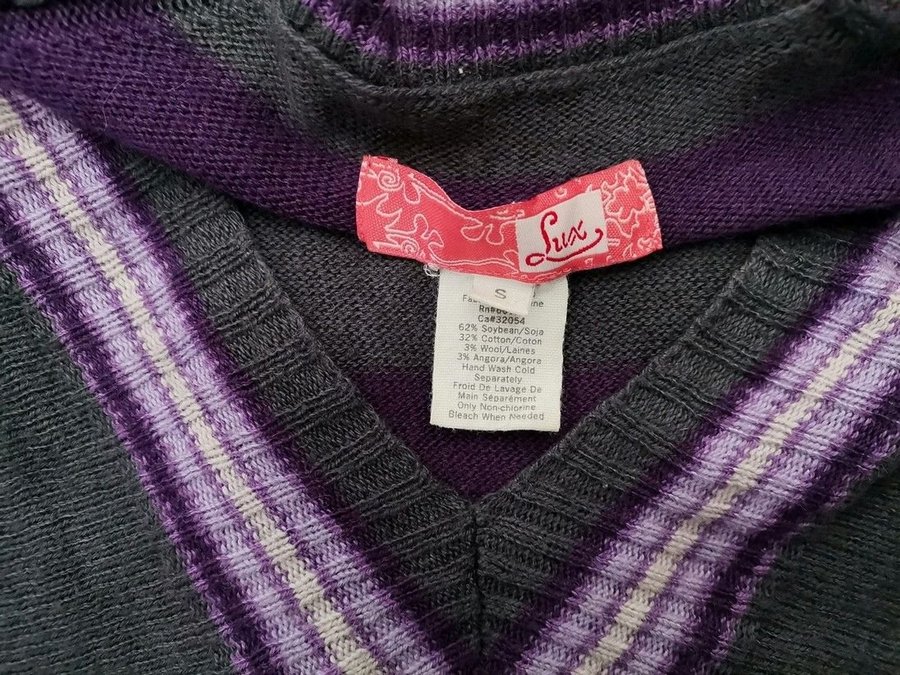 Lux
S
Ca#32054
62% Soybean/Soja
32% Cotton/Coton
3% Wool/Laines
3% Angora/Angora
Hand Wash Cold
Separately
Froid De Lavage De
Main Séparément
Only Non-chlorine
Bleach When Needed